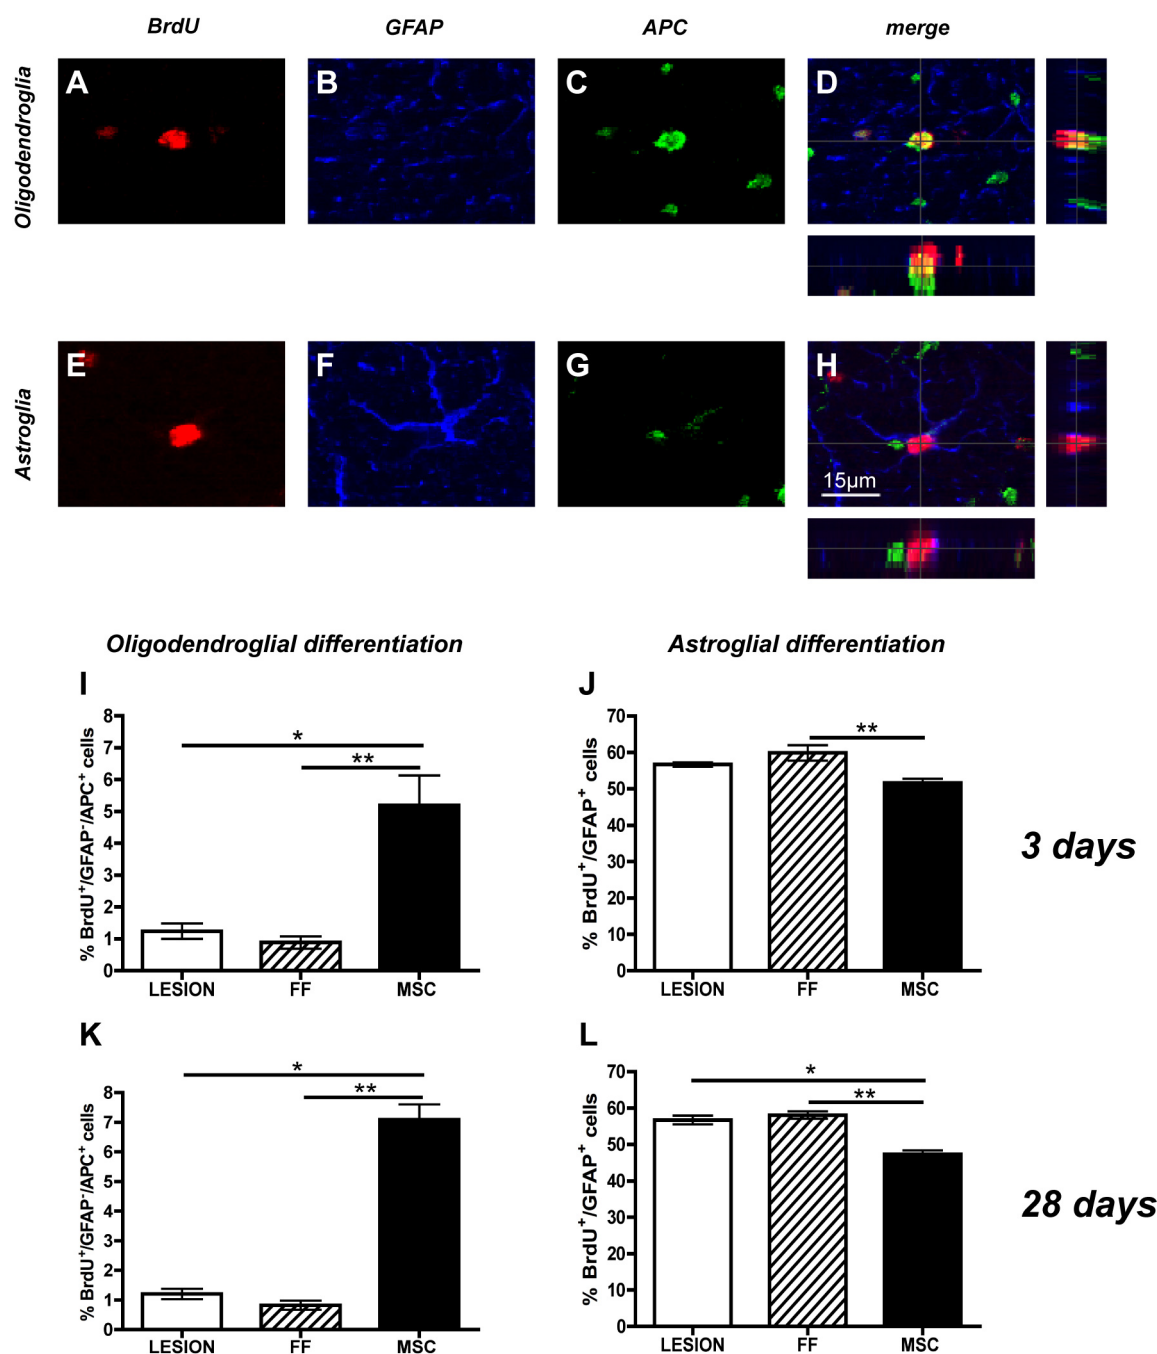 BrdU GFAP APC merge
Oligodendroglia
A B C D
Astroglia
E F G H
15µm
Oligodendroglial differentiation Astroglial differentiation
I J
% BrdU⁺/GFAP⁻/APC⁺ cells
8
7
6
5
4
3
2
1
0
* **
LESION FF MSC
% BrdU⁺/GFAP⁺ cells
70
60
50
40
30
20
10
0
**
LESION FF MSC
3 days
K L
% BrdU⁺/GFAP⁻/APC⁺ cells
8
7
6
5
4
3
2
1
0
*
**
LESION FF MSC
% BrdU⁺/GFAP⁺ cells
70
60
50
40
30
20
10
0
*
**
LESION FF MSC
28 days